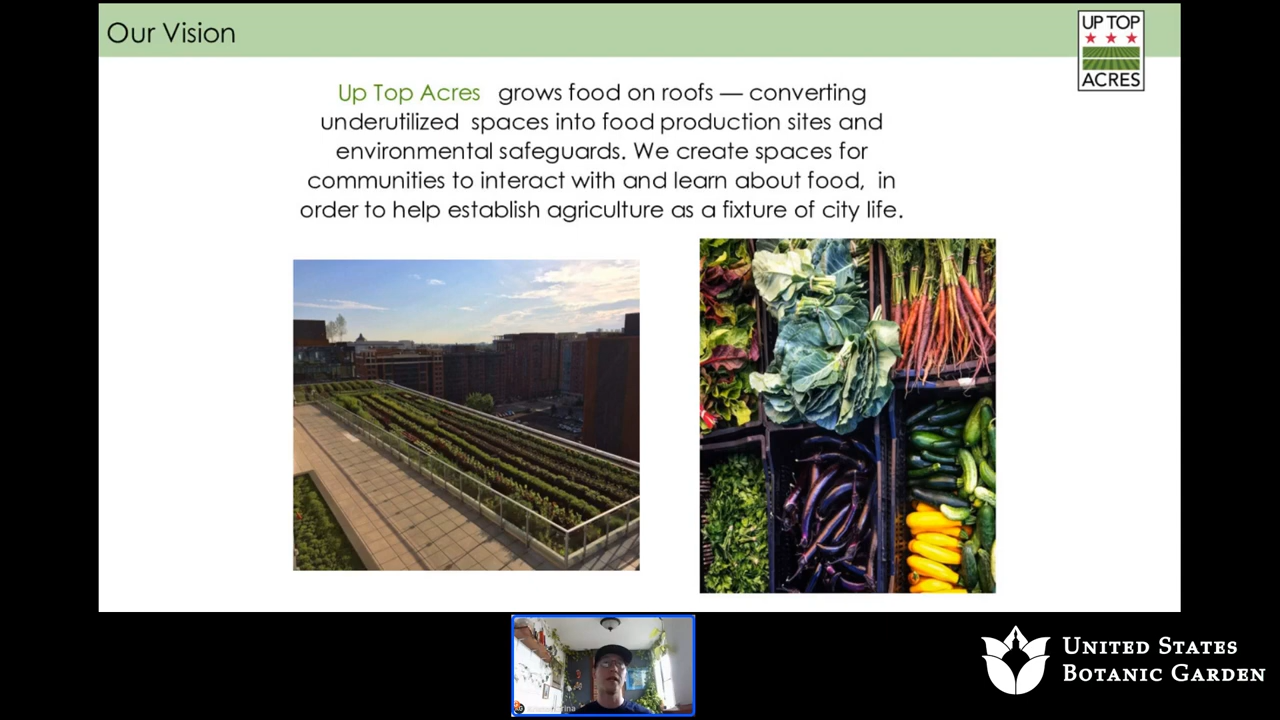 Our Vision
UP TOP
ACRES
Up Top Acres grows food on roofs — converting
underutilized spaces into food production sites and
environmental safeguards. We create spaces for
communities to interact with and learn about food, in
order to help establish agriculture as a fixture of city life.
UNITED STATES
BOTANIC GARDEN